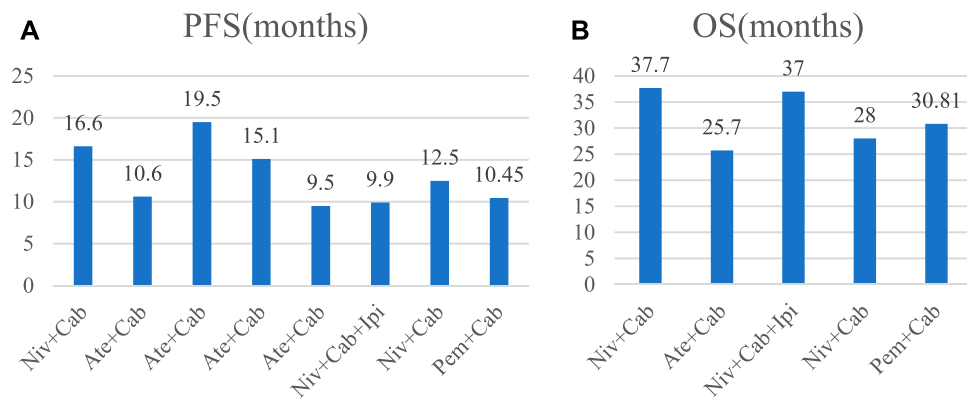 A
PFS(months)
25
20
15
10
5
0
16.6
10.6
19.5
15.1
9.5
9.9
12.5
10.45
Niv+Cab
Ate+Cab
Ate+Cab
Ate+Cab
Ate+Cab
Niv+Cab+Ipi
Niv+Cab
Pem+Cab
B
OS(months)
40
35
30
25
20
15
10
5
0
37.7
25.7
37
28
30.81
Niv+Cab
Ate+Cab
Niv+Cab+Ipi
Niv+Cab
Pem+Cab